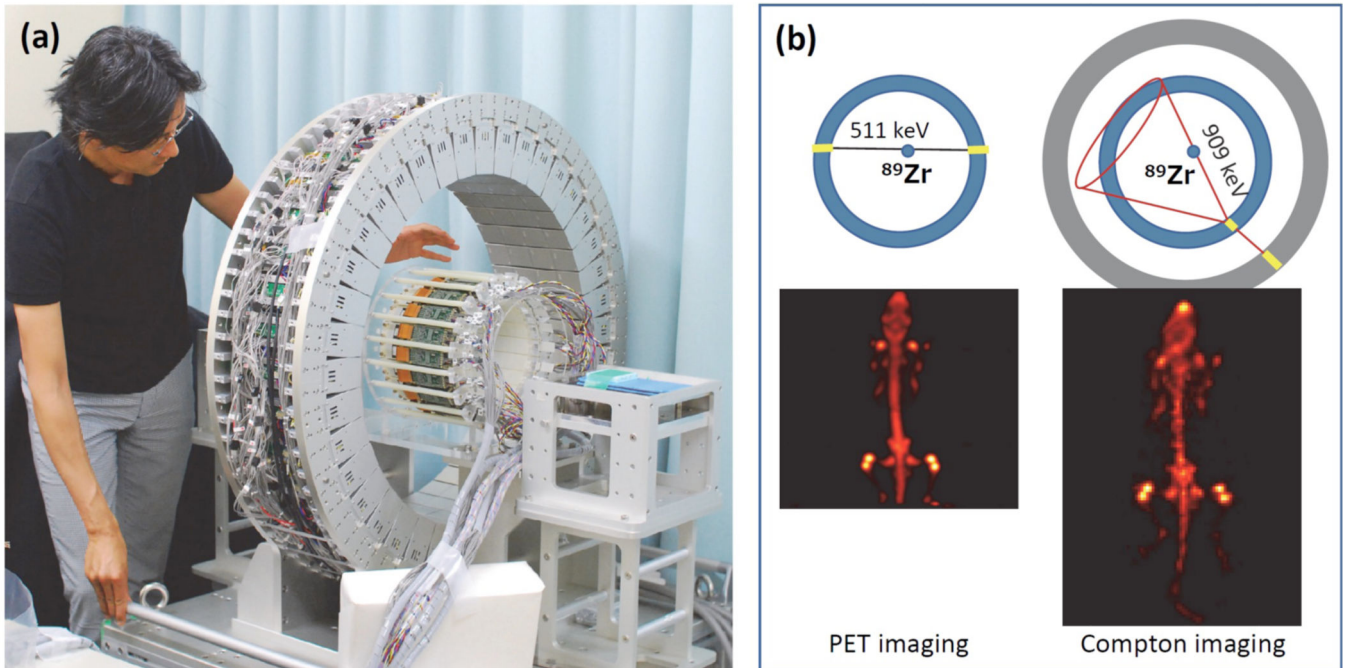 (a)
(b)
511 keV
⁸⁹Zr
909 keV
⁸⁹Zr
PET imaging
Compton imaging